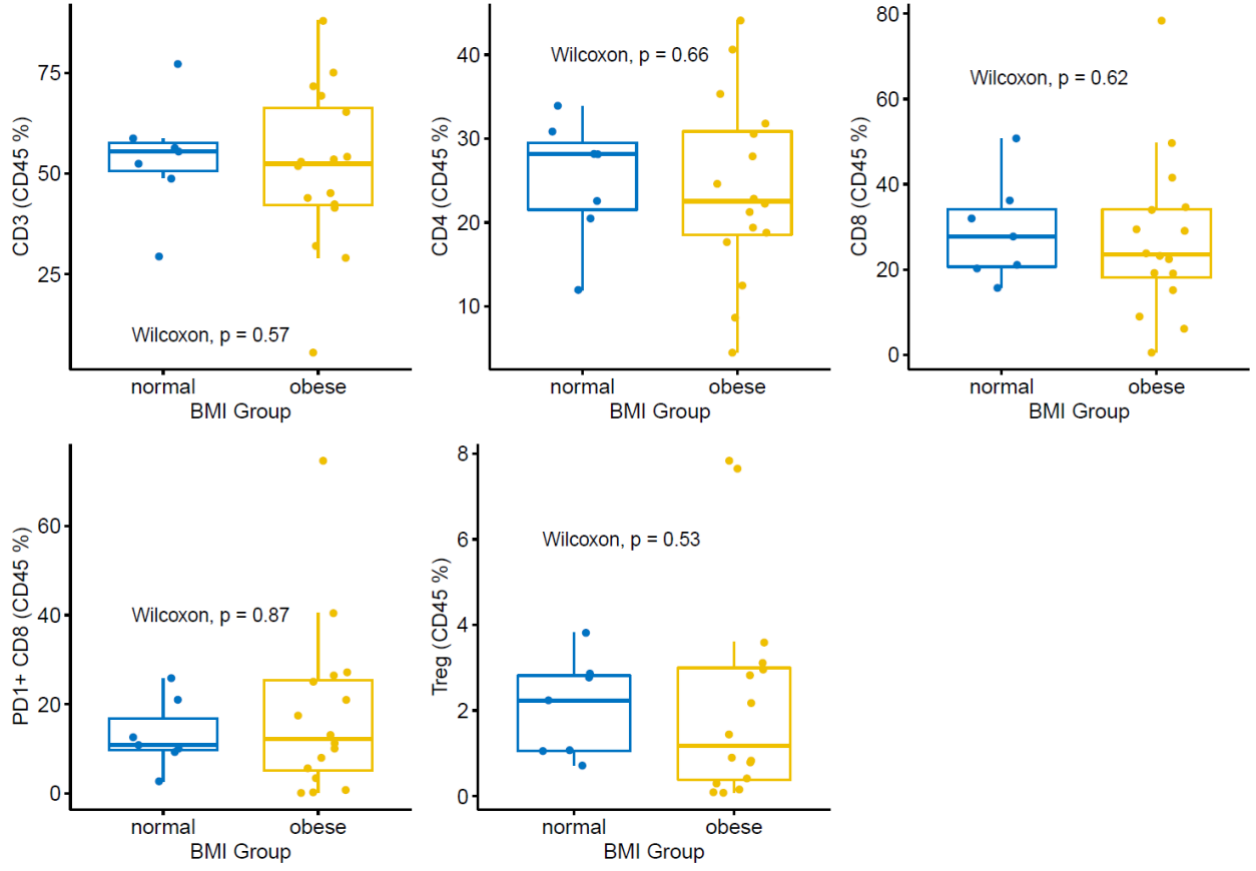 CD3 (CD45 %)
75
50
25
Wilcoxon, p = 0.57
normal
obese
BMI Group
CD4 (CD45 %)
40
30
20
10
Wilcoxon, p = 0.66
normal
obese
BMI Group
CD8 (CD45 %)
80
60
40
20
0
Wilcoxon, p = 0.62
normal
obese
BMI Group
PD1+ CD8 (CD45 %)
60
40
20
0
Wilcoxon, p = 0.87
normal
obese
BMI Group
Treg (CD45 %)
8
6
4
2
0
Wilcoxon, p = 0.53
normal
obese
BMI Group